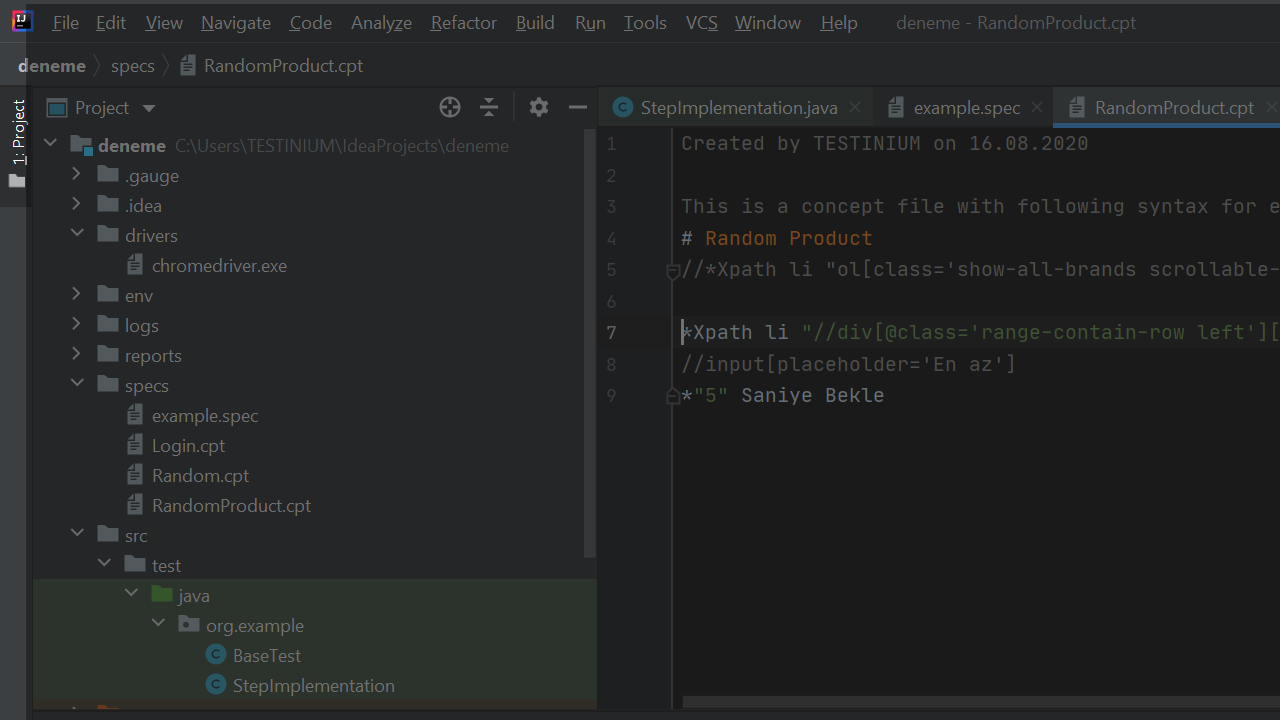 File Edit View Navigate Code Analyze Refactor Build Run Tools VCS Window Help deneme - RandomProduct.cpt
deneme specs RandomProduct.cpt
1: Project
Project
StepImplementation.java example.spec RandomProduct.cpt
deneme C:\Users\TESTINIUM\IdeaProjects\deneme
.gauge
.idea
drivers
chromedriver.exe
env
logs
reports
specs
example.spec
Login.cpt
Random.cpt
RandomProduct.cpt
src
test
java
org.example
BaseTest
StepImplementation
1 Created by TESTINIUM on 16.08.2020
2
3 This is a concept file with following syntax for e
4 # Random Product
5 //*Xpath li "ol[class='show-all-brands scrollable-
6
7 *Xpath li "//div[@class='range-contain-row left'][
8 //input[placeholder='En az']
9 *"5" Saniye Bekle